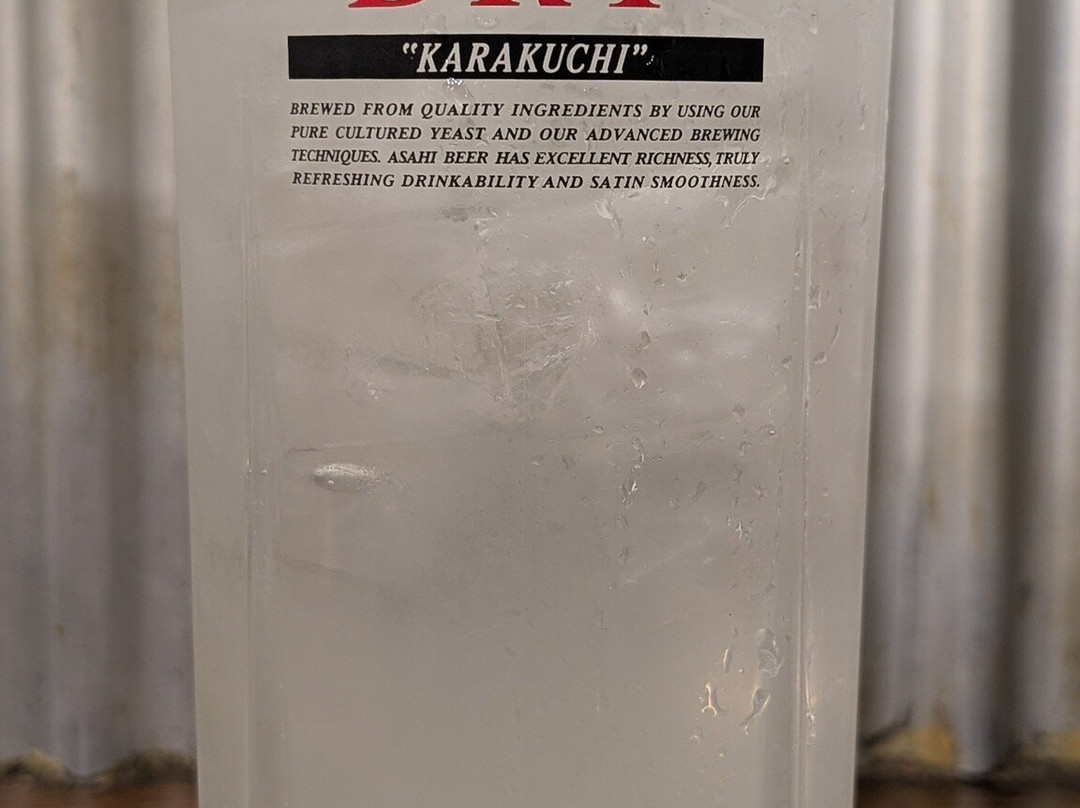 DRY
“KARAKUCHI”
BREWED FROM QUALITY INGREDIENTS BY USING OUR
PURE CULTURED YEAST AND OUR ADVANCED BREWING
TECHNIQUES. ASAHI BEER HAS EXCELLENT RICHNESS, TRULY
REFRESHING DRINKABILITY AND SATIN SMOOTHNESS.